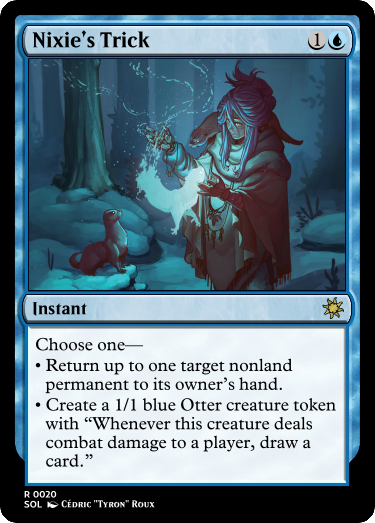 Nixie's Trick 1
Instant
Choose one—
• Return up to one target nonland
permanent to its owner's hand.
• Create a 1/1 blue Otter creature token
with “Whenever this creature deals
combat damage to a player, draw a
card.”
R 0020
SOL Cédric "Tyron" Roux